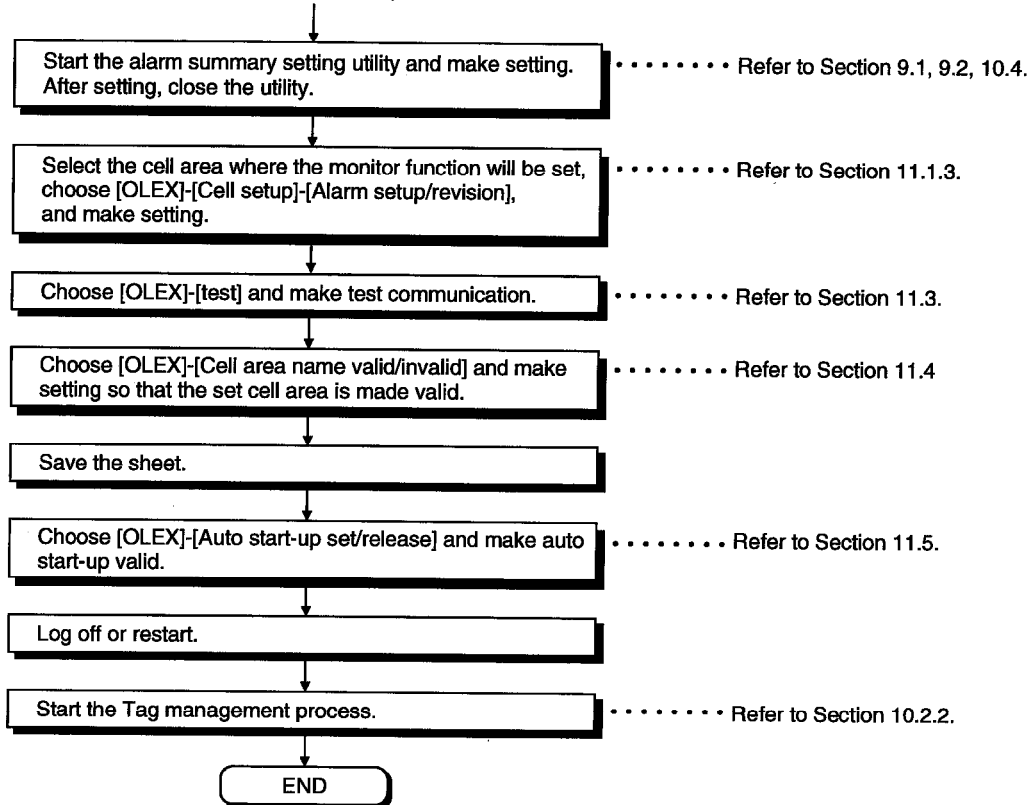 Start the alarm summary setting utility and make setting.
After setting, close the utility.
• • • • • • • • Refer to Section 9.1, 9.2, 10.4.
Select the cell area where the monitor function will be set,
choose [OLEX]-[Cell setup]-[Alarm setup/revision],
and make setting.
• • • • • • • • Refer to Section 11.1.3.
Choose [OLEX]-[test] and make test communication.
• • • • • • • • Refer to Section 11.3.
Choose [OLEX]-[Cell area name valid/invalid] and make
setting so that the set cell area is made valid.
• • • • • • • • Refer to Section 11.4
Save the sheet.
Choose [OLEX]-[Auto start-up set/release] and make auto
start-up valid.
• • • • • • • • Refer to Section 11.5.
Log off or restart.
Start the Tag management process.
• • • • • • • • Refer to Section 10.2.2.
END